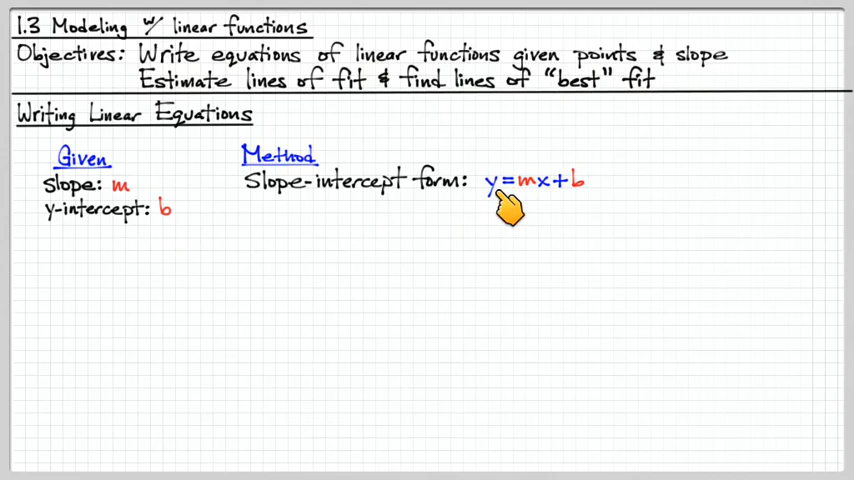 1.3 Modeling w/ linear functions
Objectives: Write equations of linear functions given points & slope
Estimate lines of fit & find lines of "best" fit
Writing Linear Equations
Given Method
slope: m Slope-intercept form: y=mx+b
y-intercept: b